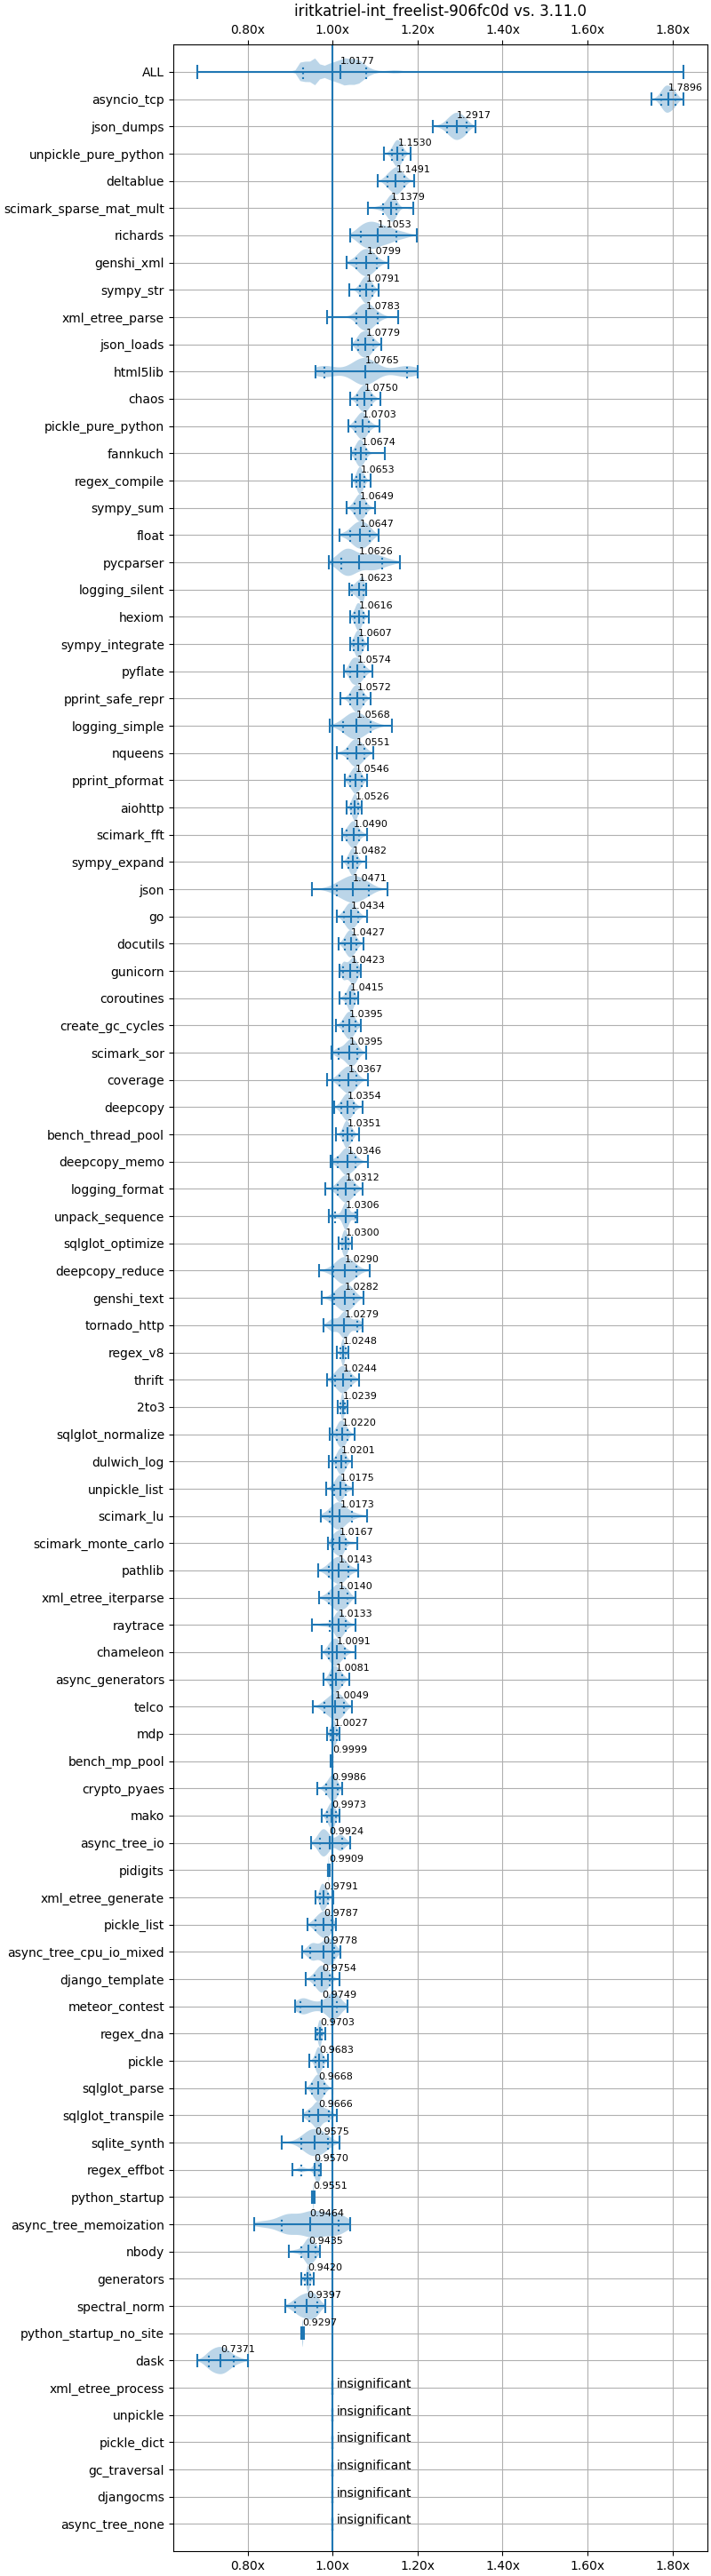 iritkatriel-int_freelist-906fc0d vs. 3.11.0
0.80x 1.00x 1.20x 1.40x 1.60x 1.80x
ALL 1.0177
asyncio_tcp 1.7896
json_dumps 1.2917
unpickle_pure_python 1.1530
deltablue 1.1491
scimark_sparse_mat_mult 1.1379
richards 1.1053
genshi_xml 1.0799
sympy_str 1.0791
xml_etree_parse 1.0783
json_loads 1.0779
html5lib 1.0765
chaos 1.0750
pickle_pure_python 1.0703
fannkuch 1.0674
regex_compile 1.0653
sympy_sum 1.0649
float 1.0647
pycparser 1.0626
logging_silent 1.0623
hexiom 1.0616
sympy_integrate 1.0607
pyflate 1.0574
pprint_safe_repr 1.0572
logging_simple 1.0568
nqueens 1.0551
pprint_pformat 1.0546
aiohttp 1.0526
scimark_fft 1.0490
sympy_expand 1.0482
json 1.0471
go 1.0434
docutils 1.0427
gunicorn 1.0423
coroutines 1.0415
create_gc_cycles 1.0395
scimark_sor 1.0395
coverage 1.0367
deepcopy 1.0354
bench_thread_pool 1.0351
deepcopy_memo 1.0346
logging_format 1.0312
unpack_sequence 1.0306
sqlglot_optimize 1.0300
deepcopy_reduce 1.0290
genshi_text 1.0282
tornado_http 1.0279
regex_v8 1.0248
thrift 1.0244
2to3 1.0239
sqlglot_normalize 1.0220
dulwich_log 1.0201
unpickle_list 1.0175
scimark_lu 1.0173
scimark_monte_carlo 1.0167
pathlib 1.0143
xml_etree_iterparse 1.0140
raytrace 1.0133
chameleon 1.0091
async_generators 1.0081
telco 1.0049
mdp 1.0027
bench_mp_pool 0.9999
crypto_pyaes 0.9986
mako 0.9973
async_tree_io 0.9924
pidigits 0.9909
xml_etree_generate 0.9791
pickle_list 0.9787
async_tree_cpu_io_mixed 0.9778
django_template 0.9754
meteor_contest 0.9749
regex_dna 0.9703
pickle 0.9683
sqlglot_parse 0.9668
sqlglot_transpile 0.9666
sqlite_synth 0.9575
regex_effbot 0.9570
python_startup 0.9551
async_tree_memoization 0.9464
nbody 0.9435
generators 0.9420
spectral_norm 0.9397
python_startup_no_site 0.9297
dask 0.7371
xml_etree_process insignificant
unpickle insignificant
pickle_dict insignificant
gc_traversal insignificant
djangocms insignificant
async_tree_none insignificant
0.80x 1.00x 1.20x 1.40x 1.60x 1.80x